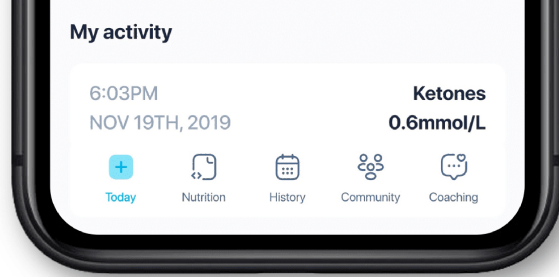 My activity
6:03PM
Ketones
NOV 19TH, 2019
0.6mmol/L
Today
Nutrition
History
Community
Coaching